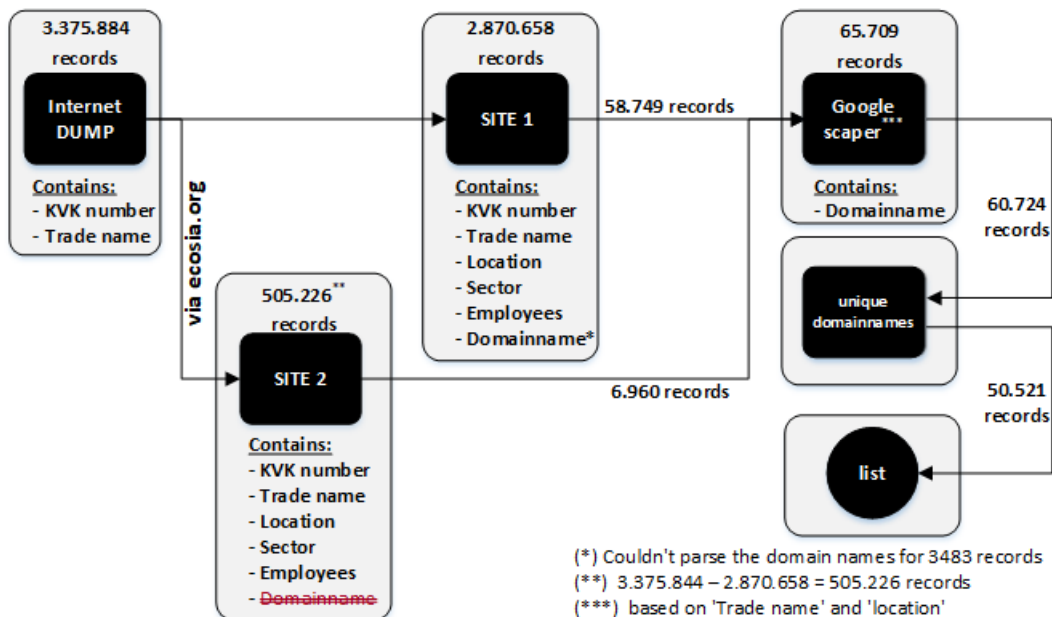 3.375.884
records
Internet
DUMP
Contains:
- KVK number
- Trade name
via ecosia.org
505.226**
records
SITE 2
Contains:
- KVK number
- Trade name
- Location
- Sector
- Employees
- Domainname
2.870.658
records
SITE 1
Contains:
- KVK number
- Trade name
- Location
- Sector
- Employees
- Domainname*
58.749 records
6.960 records
65.709
records
Google
scaper***
Contains:
- Domainname
60.724
records
unique
domainnames
50.521
records
list
(*) Couldn't parse the domain names for 3483 records
(**) 3.375.844 – 2.870.658 = 505.226 records
(***) based on 'Trade name' and 'location'